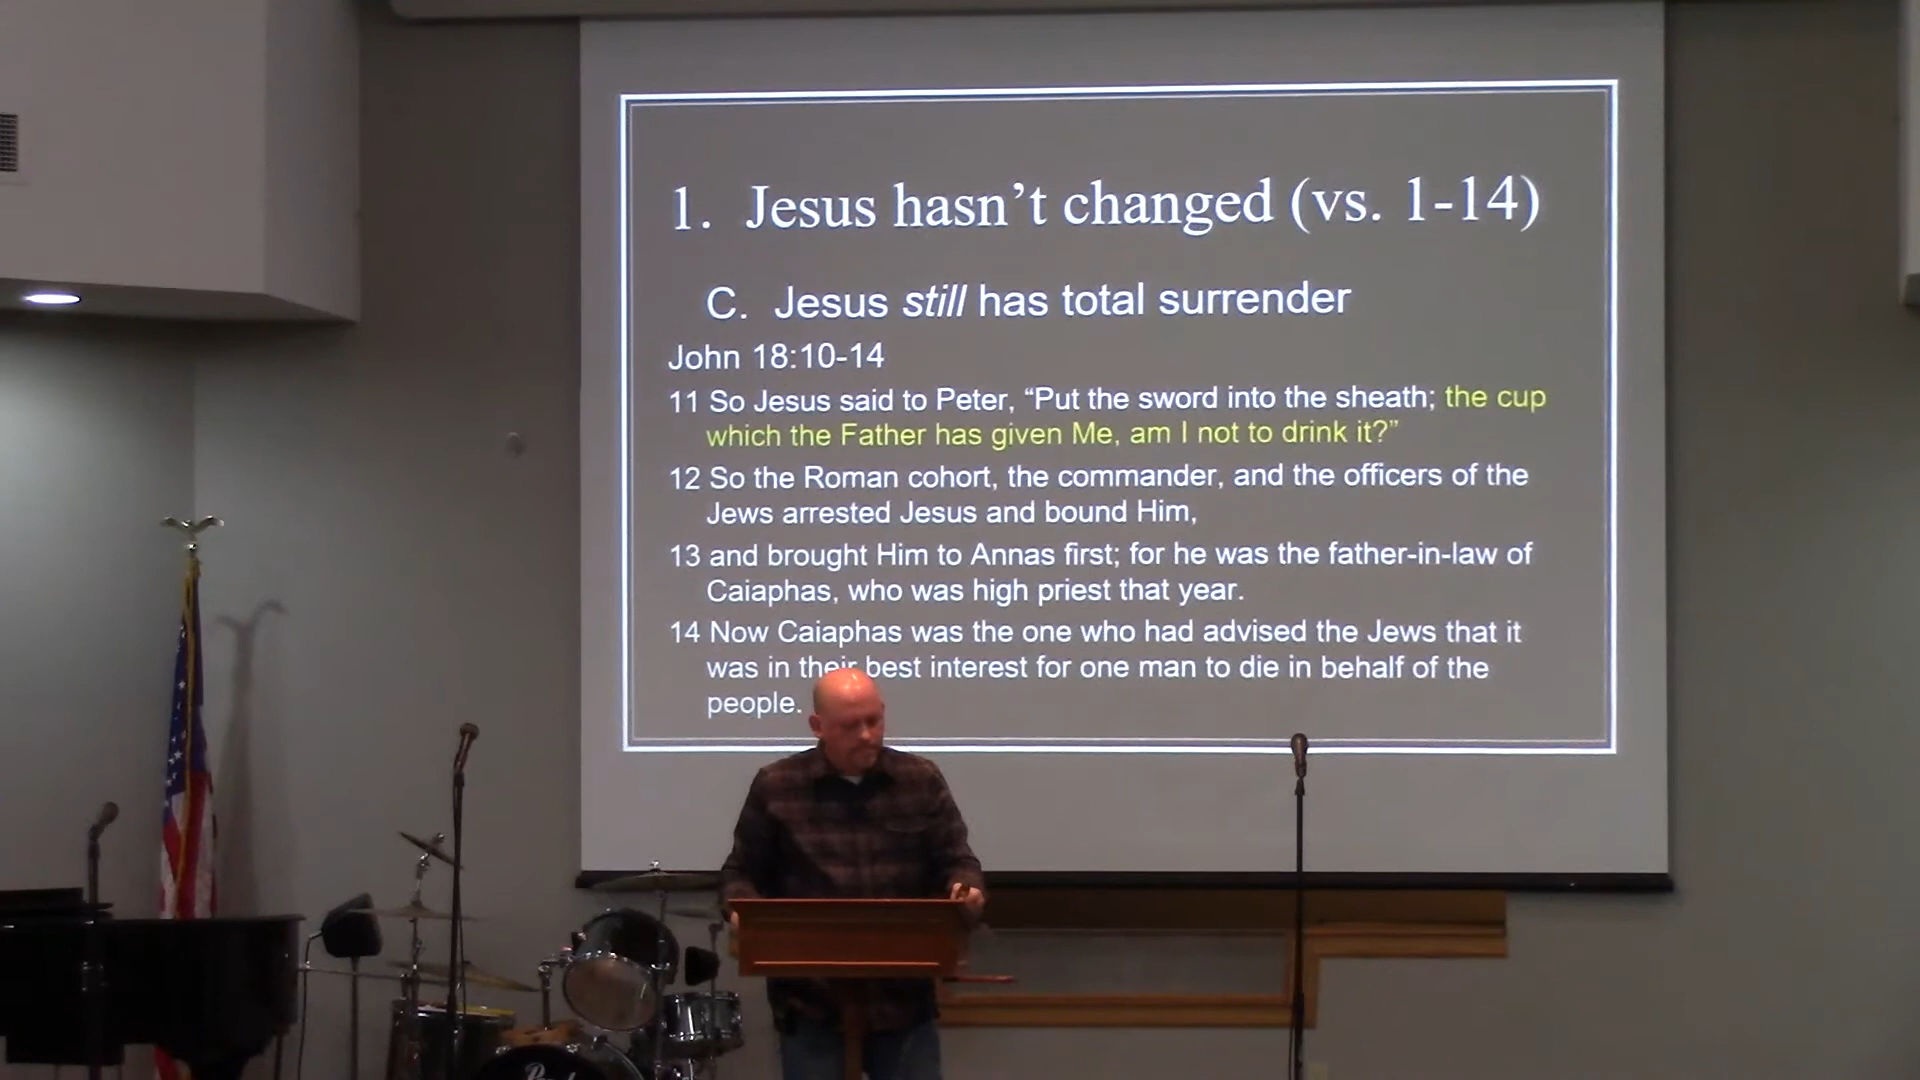 1. Jesus hasn’t changed (vs. 1-14)
C. Jesus still has total surrender
John 18:10-14
11 So Jesus said to Peter, “Put the sword into the sheath; the cup
which the Father has given Me, am I not to drink it?”
12 So the Roman cohort, the commander, and the officers of the
Jews arrested Jesus and bound Him,
13 and brought Him to Annas first; for he was the father-in-law of
Caiaphas, who was high priest that year.
14 Now Caiaphas was the one who had advised the Jews that it
was in their best interest for one man to die in behalf of the
people.